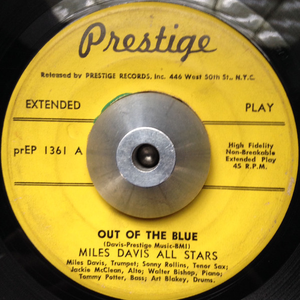 Prestige
Released by PRESTIGE RECORDS, Inc. 446 West 50th St., N.Y.C.
EXTENDED PLAY
prEP 1361 A
High Fidelity
Non-Breakable
Extended Play
45 R.P.M.
OUT OF THE BLUE
(Davis-Prestige Music-BMI)
MILES DAVIS ALL STARS
Miles Davis, Trumpet; Sonny Rollins, Tenor Sax;
Jackie McClean, Alto; Walter Bishop, Piano;
Tommy Potter, Bass; Art Blakey, Drums.